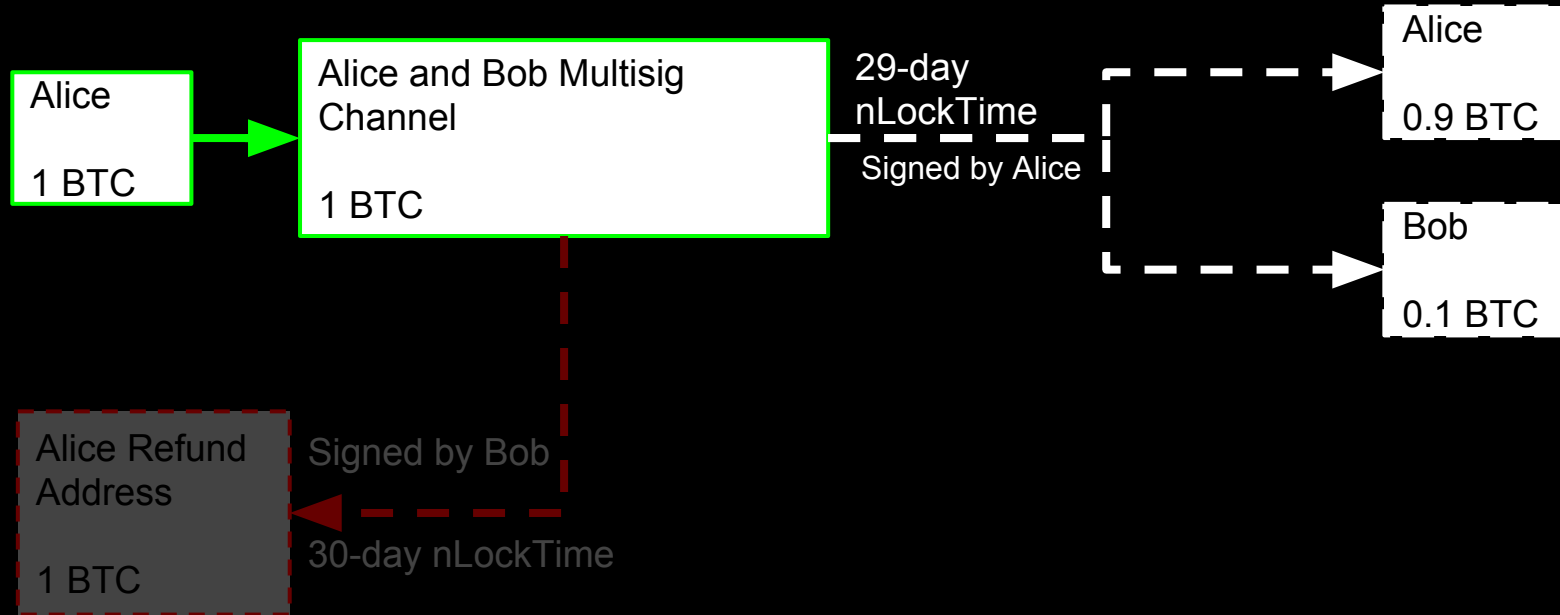 Alice
1 BTC
Alice and Bob Multisig
Channel
1 BTC
29-day
nLockTime
Signed by Alice
Alice
0.9 BTC
Bob
0.1 BTC
Alice Refund
Address
1 BTC
Signed by Bob
30-day nLockTime